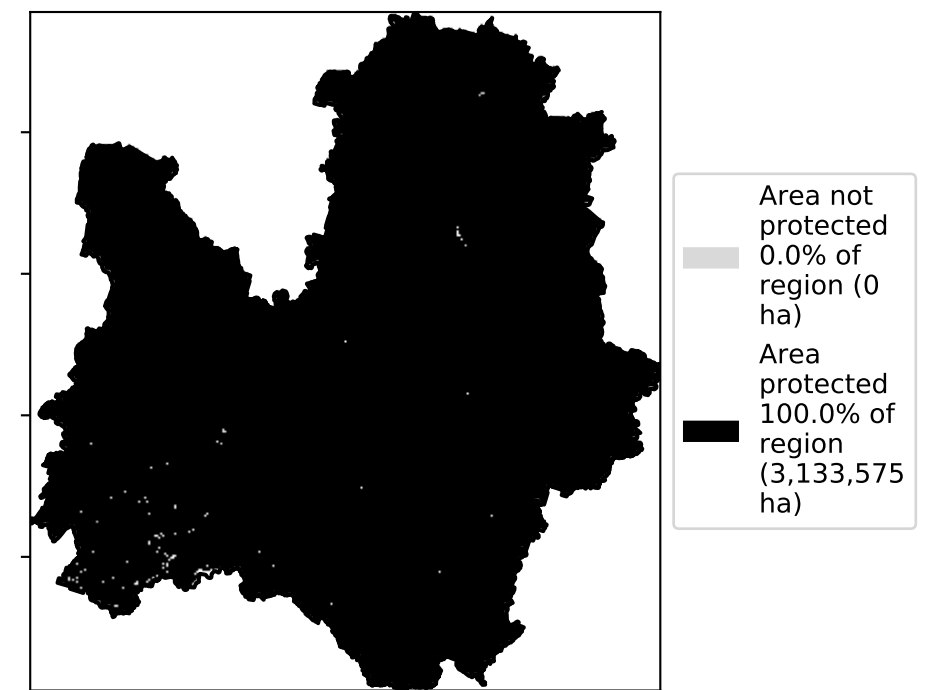 Area not
protected
0.0% of
region (0
ha)
Area
protected
100.0% of
region
(3,133,575
ha)